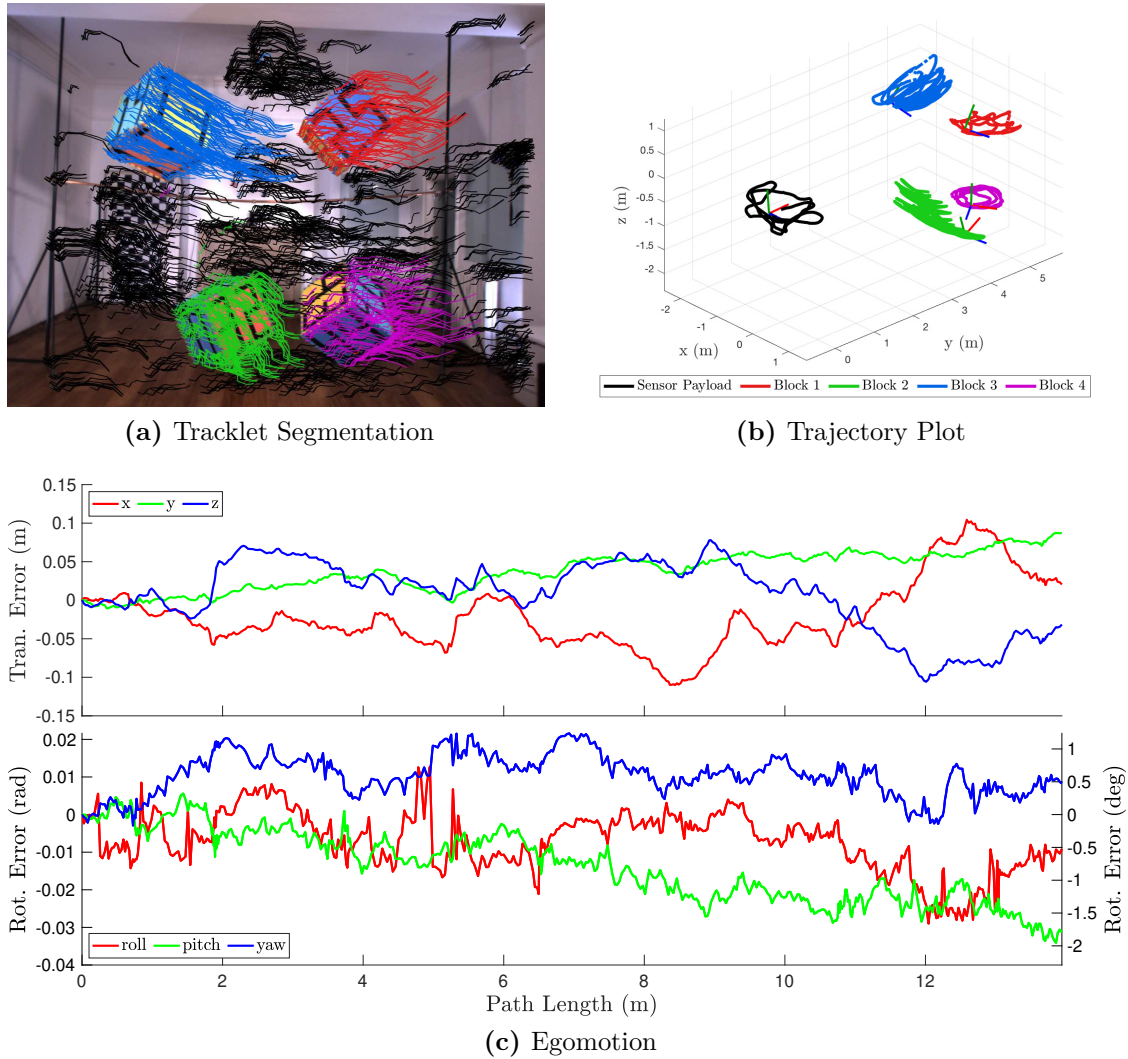 1
0.5
0
-0.5
-1
-1.5
-2
z (m)
-2
-1
0
1
x (m)
0
1
2
3
4
5
y (m)
Sensor Payload Block 1 Block 2 Block 3 Block 4
(a) Tracklet Segmentation
(b) Trajectory Plot
0.15
0.1
0.05
0
-0.05
-0.1
-0.15
Tran. Error (m)
x y z
0.02
0.01
0
-0.01
-0.02
-0.03
-0.04
Rot. Error (rad)
1
0.5
0
-0.5
-1
-1.5
-2
Rot. Error (deg)
roll pitch yaw
0 2 4 6 8 10 12
Path Length (m)
(c) Egomotion